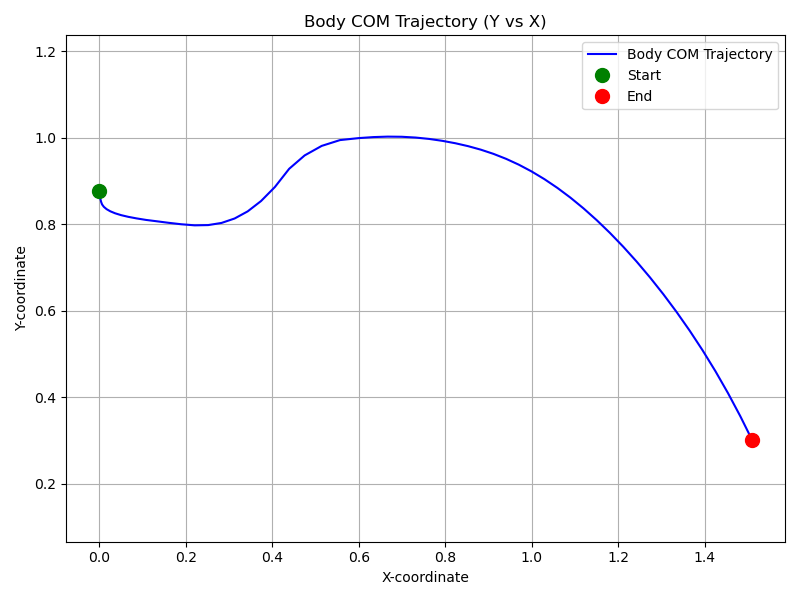 Body COM Trajectory (Y vs X)
Body COM Trajectory
Start
End
1.2
1.0
0.8
0.6
0.4
0.2
Y-coordinate
0.0 0.2 0.4 0.6 0.8 1.0 1.2 1.4
X-coordinate